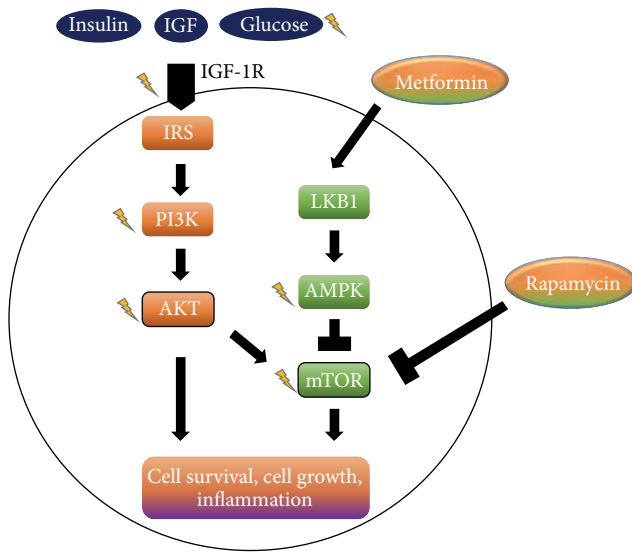 Insulin
IGF
Glucose
IGF-1R
Metformin
IRS
LKB1
PI3K
AMPK
Rapamycin
AKT
mTOR
Cell survival, cell growth,
inflammation